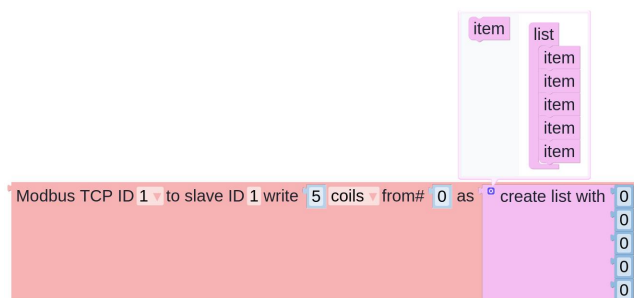 item
list
item
item
item
item
item
Modbus TCP ID 1 to slave ID 1 write 5 coils from# 0 as create list with 0
0
0
0
0